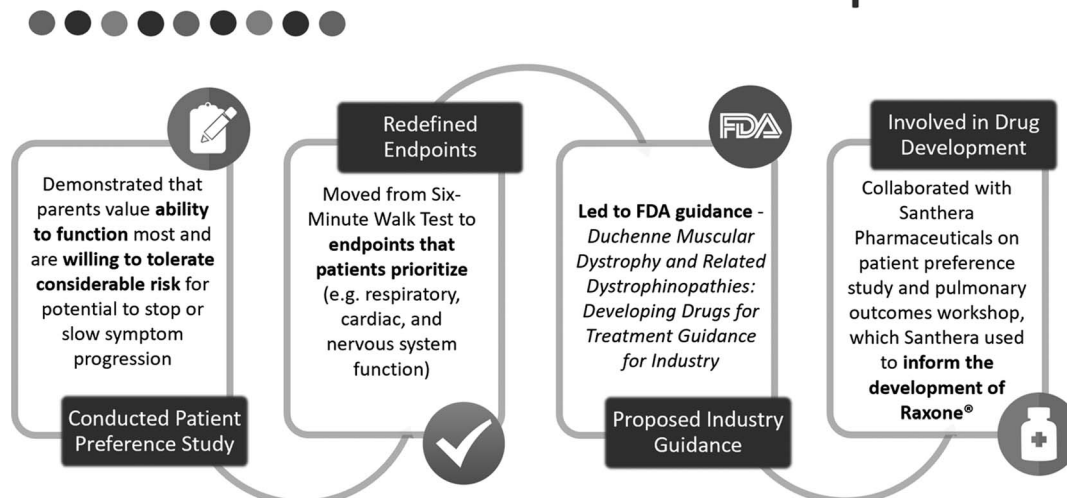 Demonstrated that
parents value ability
to function most and
are willing to tolerate
considerable risk for
potential to stop or
slow symptom
progression
Conducted Patient
Preference Study
Redefined
Endpoints
Moved from Six-
Minute Walk Test to
endpoints that
patients prioritize
(e.g. respiratory,
cardiac, and
nervous system
function)
FDA
Led to FDA guidance -
Duchenne Muscular
Dystrophy and Related
Dystrophinopathies:
Developing Drugs for
Treatment Guidance
for Industry
Proposed Industry
Guidance
Involved in Drug
Development
Collaborated with
Santhera
Pharmaceuticals on
patient preference
study and pulmonary
outcomes workshop,
which Santhera used
to inform the
development of
Raxone®